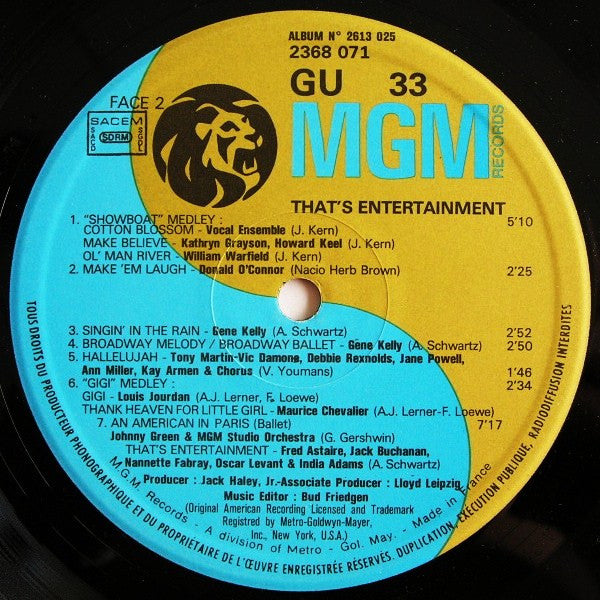 ALBUM N° 2613 025
2368 071
GU 33
FACE 2
SACEM
SACD SDRM SGDL
MGM
RECORDS
THAT'S ENTERTAINMENT
1. "SHOWBOAT" MEDLEY : 5'10
COTTON BLOSSOM - Vocal Ensemble (J. Kern)
MAKE BELIEVE - Kathryn Grayson, Howard Keel (J. Kern)
OL' MAN RIVER - William Warfield (J. Kern)
2. MAKE 'EM LAUGH - Donald O'Connor (Nacio Herb Brown) 2'25
3. SINGIN' IN THE RAIN - Gene Kelly (A. Schwartz) 2'52
4. BROADWAY MELODY / BROADWAY BALLET - Gene Kelly (A. Schwartz) 2'50
5. HALLELUJAH - Tony Martin-Vic Damone, Debbie Rexnolds, Jane Powell,
Ann Miller, Kay Armen & Chorus (V. Youmans) 1'46
6. "GIGI" MEDLEY : 2'34
GIGI - Louis Jourdan (A.J. Lerner, F. Loewe)
THANK HEAVEN FOR LITTLE GIRL - Maurice Chevalier (A.J. Lerner-F. Loewe)
7. AN AMERICAN IN PARIS (Ballet) 7'17
Johnny Green & MGM Studio Orchestra (G. Gershwin)
THAT'S ENTERTAINMENT - Fred Astaire, Jack Buchanan,
Nannette Fabray, Oscar Levant & India Adams (A. Schwartz)
Producer : Jack Haley, Jr.-Associate Producer : Lloyd Leipzig
Music Editor : Bud Friedgen
(Original American Recording Licensed and Trademark
Registered by Metro-Goldwyn-Mayer,
Inc., New York, U.S.A.)
M.G.M. Records - A division of Metro - Gol. May. - Made in France
TOUS DROITS DU PRODUCTEUR PHONOGRAPHIQUE ET DU PROPRIÉTAIRE DE L'ŒUVRE ENREGISTRÉE RÉSERVÉS. DUPLICATION, EXÉCUTION PUBLIQUE, RADIODIFFUSION INTERDITES